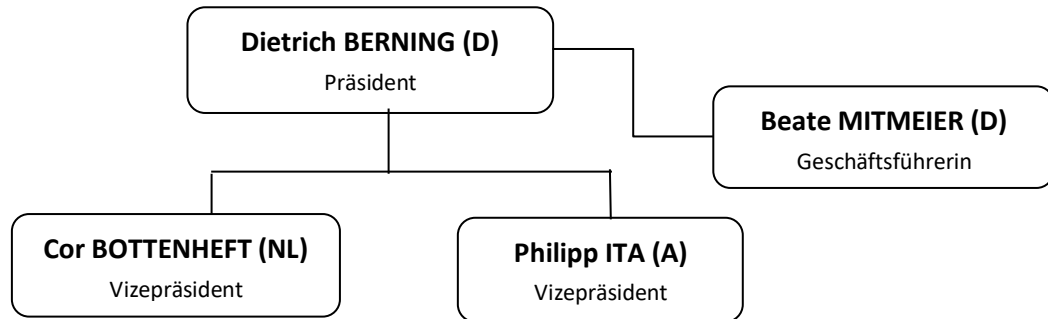 Dietrich BERNING (D)
Präsident
Beate MITMEIER (D)
Geschäftsführerin
Cor BOTTENHEFT (NL)
Vizepräsident
Philipp ITA (A)
Vizepräsident